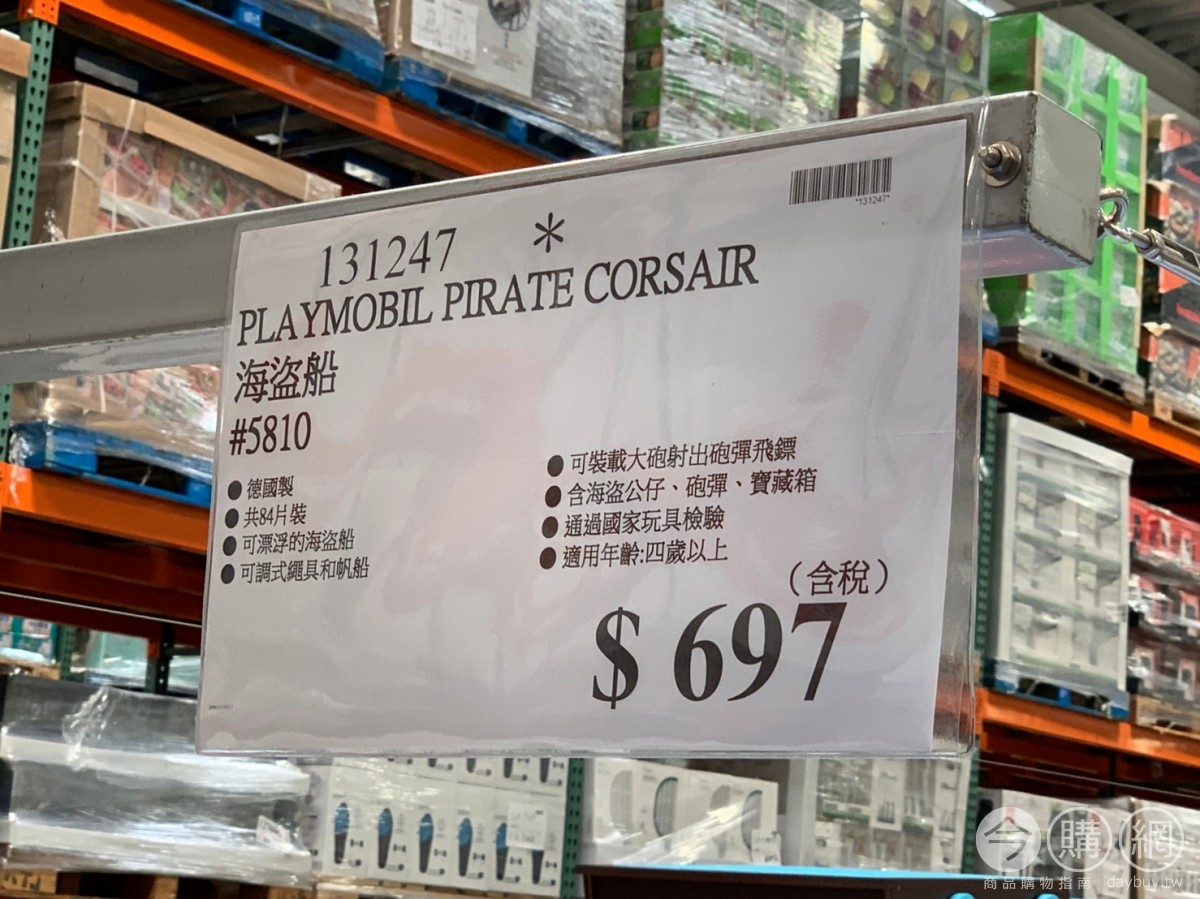 *131247*
131247 *
PLAYMOBIL PIRATE CORSAIR
海盜船
#5810
● 德國製
● 共84片裝
● 可漂浮的海盜船
● 可調式繩具和帆船
● 可裝載大砲射出砲彈飛鏢
● 含海盜公仔、砲彈、寶藏箱
● 通過國家玩具檢驗
● 適用年齡:四歲以上
(含稅)
$ 697
今購網
商品購物指南 daybuy.tw